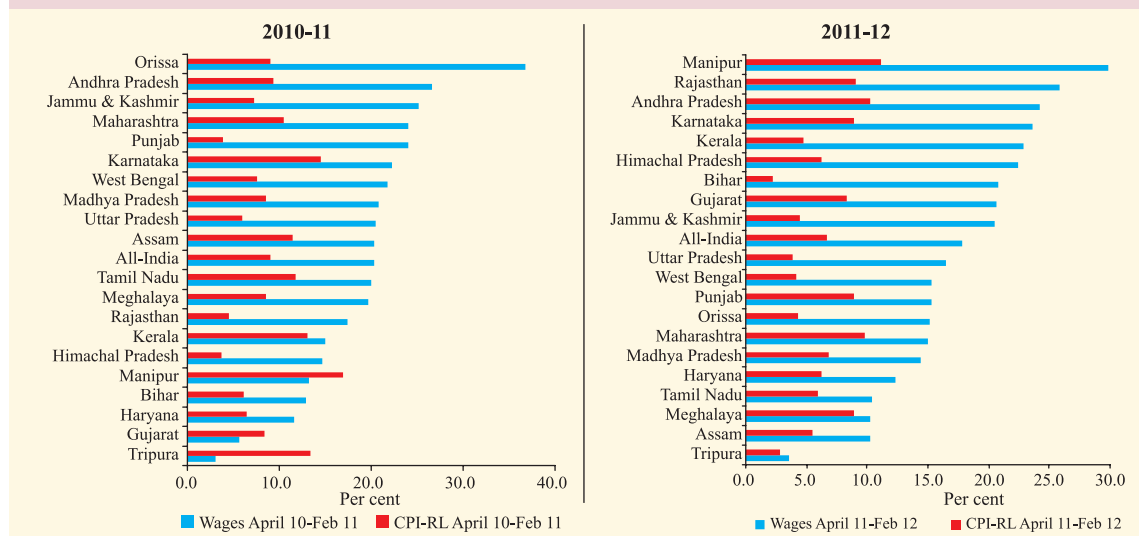 2010-11
Orissa
Andhra Pradesh
Jammu & Kashmir
Maharashtra
Punjab
Karnataka
West Bengal
Madhya Pradesh
Uttar Pradesh
Assam
All-India
Tamil Nadu
Meghalaya
Rajasthan
Kerala
Himachal Pradesh
Manipur
Bihar
Haryana
Gujarat
Tripura
0.0 10.0 20.0 30.0 40.0
Per cent
Wages April 10-Feb 11 CPI-RL April 10-Feb 11
2011-12
Manipur
Rajasthan
Andhra Pradesh
Karnataka
Kerala
Himachal Pradesh
Bihar
Gujarat
Jammu & Kashmir
All-India
Uttar Pradesh
West Bengal
Punjab
Orissa
Maharashtra
Madhya Pradesh
Haryana
Tamil Nadu
Meghalaya
Assam
Tripura
0.0 5.0 10.0 15.0 20.0 25.0 30.0
Per cent
Wages April 11-Feb 12 CPI-RL April 11-Feb 12